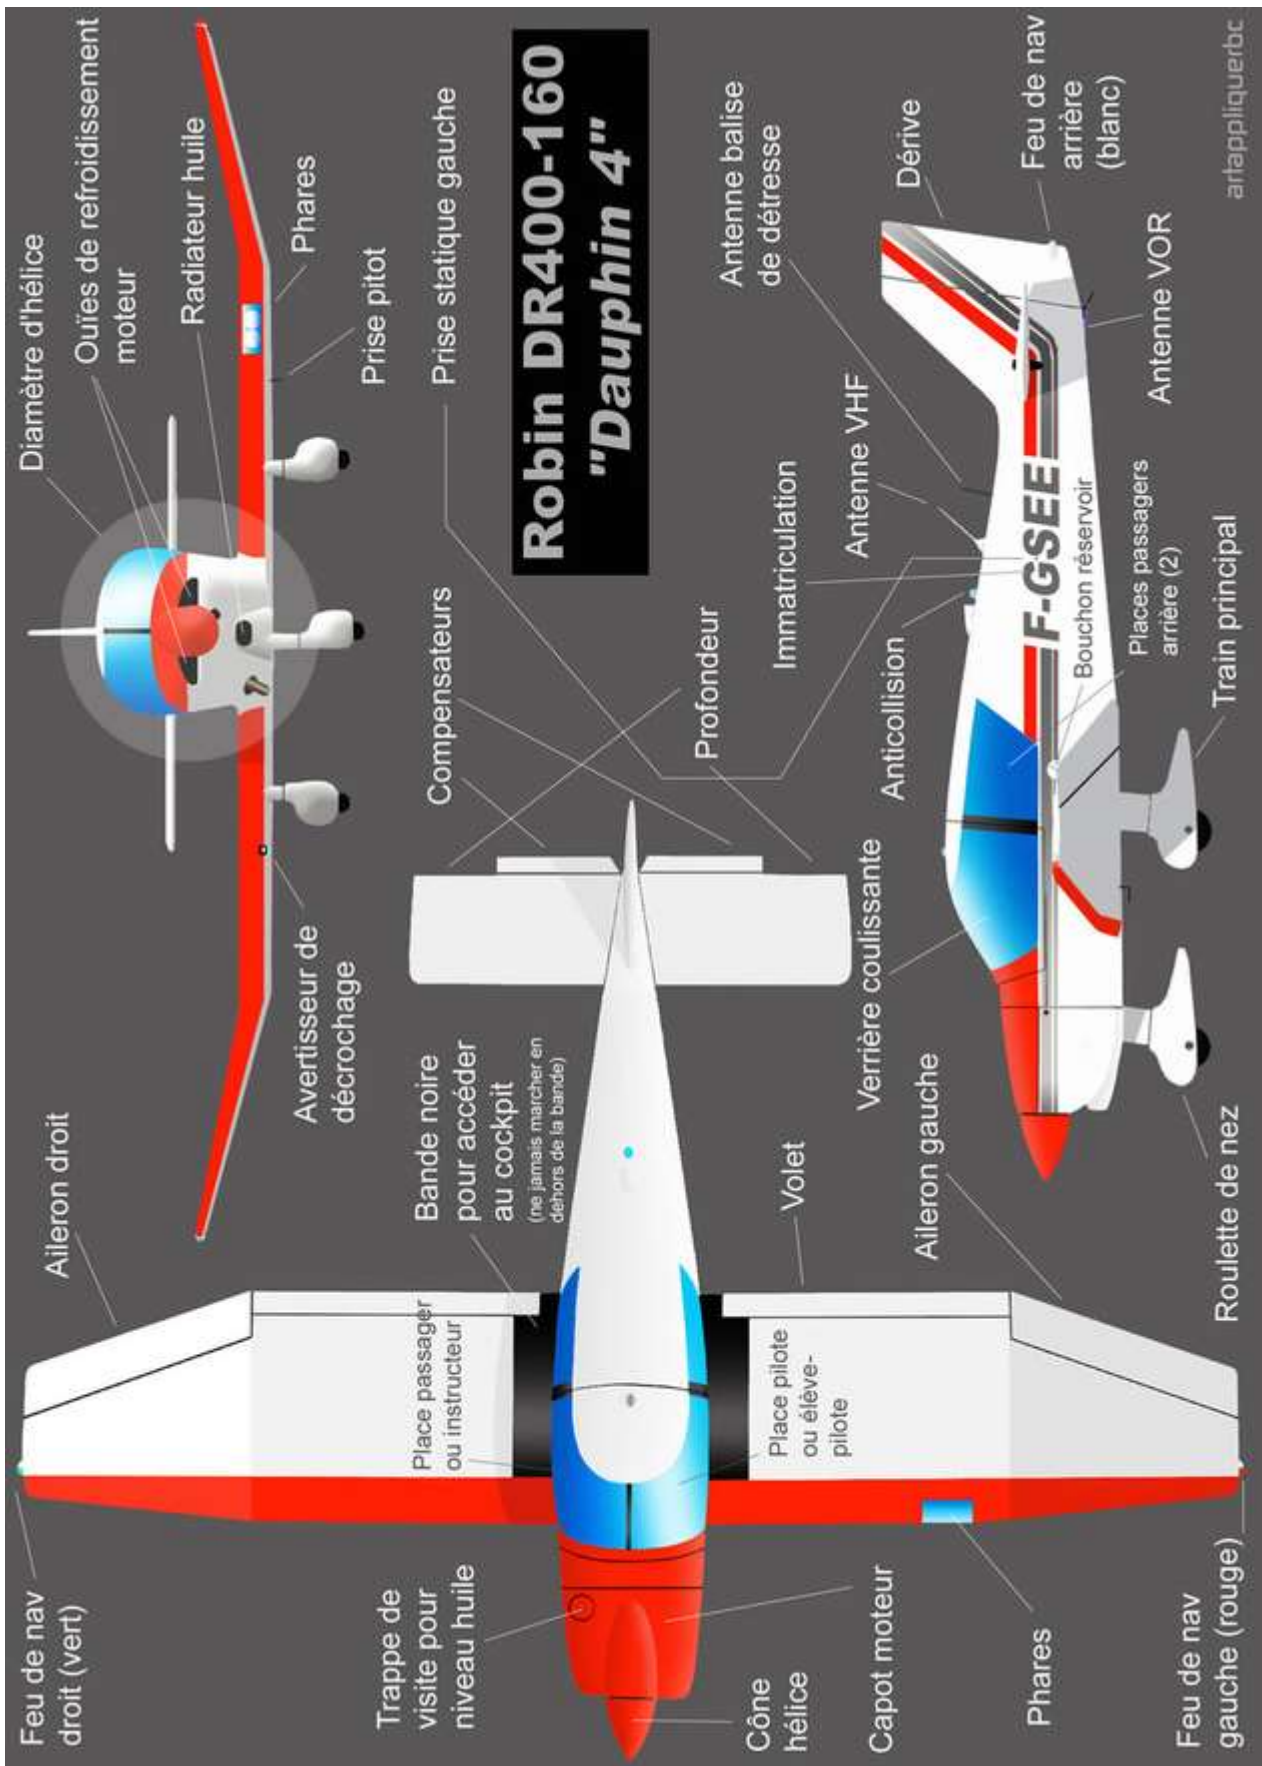 Feu de nav
droit (vert)
Aileron droit
Diamètre d'hélice
Ouïes de refroidissement
moteur
Radiateur huile
Phares
Prise pitot
Avertisseur de
décrochage
Trappe de
visite pour
niveau huile
Bande noire
pour accéder
au cockpit
(ne jamais marcher en
dehors de la bande)
Place passager
ou instructeur
Compensateurs
Prise statique gauche
Robin DR400-160
"Dauphin 4"
Profondeur
Cône
hélice
Place pilote
ou élève-
pilote
Volet
Immatriculation
Antenne balise
de détresse
Capot moteur
Verrière coulissante
Anticollision
Antenne VHF
Dérive
Aileron gauche
Phares
F-GSEE
Bouchon réservoir
Feu de nav
arrière
(blanc)
Places passagers
arrière (2)
Antenne VOR
Feu de nav
gauche (rouge)
Roulette de nez
Train principal
artappliquerbc